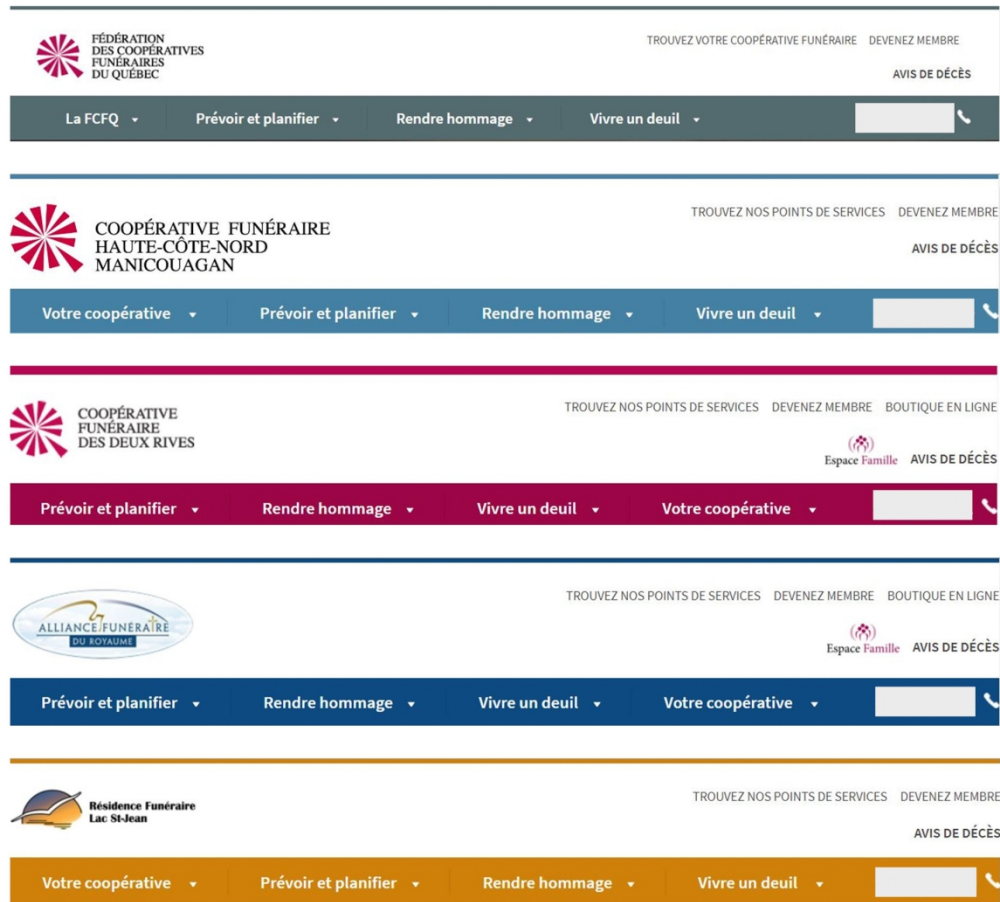 FÉDÉRATION
DES COOPÉRATIVES
FUNÉRAIRES
DU QUÉBEC
TROUVEZ VOTRE COOPÉRATIVE FUNÉRAIRE DEVENEZ MEMBRE
AVIS DE DÉCÈS
La FCFQ Prévoir et planifier Rendre hommage Vivre un deuil
COOPÉRATIVE FUNÉRAIRE
HAUTE-CÔTE-NORD
MANICOUAGAN
TROUVEZ NOS POINTS DE SERVICES DEVENEZ MEMBRE
AVIS DE DÉCÈS
Votre coopérative Prévoir et planifier Rendre hommage Vivre un deuil
COOPÉRATIVE
FUNÉRAIRE
DES DEUX RIVES
TROUVEZ NOS POINTS DE SERVICES DEVENEZ MEMBRE BOUTIQUE EN LIGNE
Espace Famille AVIS DE DÉCÈS
Prévoir et planifier Rendre hommage Vivre un deuil Votre coopérative
ALLIANCE FUNÉRAIRE
DU ROYAUME
TROUVEZ NOS POINTS DE SERVICES DEVENEZ MEMBRE BOUTIQUE EN LIGNE
Espace Famille AVIS DE DÉCÈS
Prévoir et planifier Rendre hommage Vivre un deuil Votre coopérative
Résidence Funéraire
Lac St-Jean
TROUVEZ NOS POINTS DE SERVICES DEVENEZ MEMBRE
AVIS DE DÉCÈS
Votre coopérative Prévoir et planifier Rendre hommage Vivre un deuil